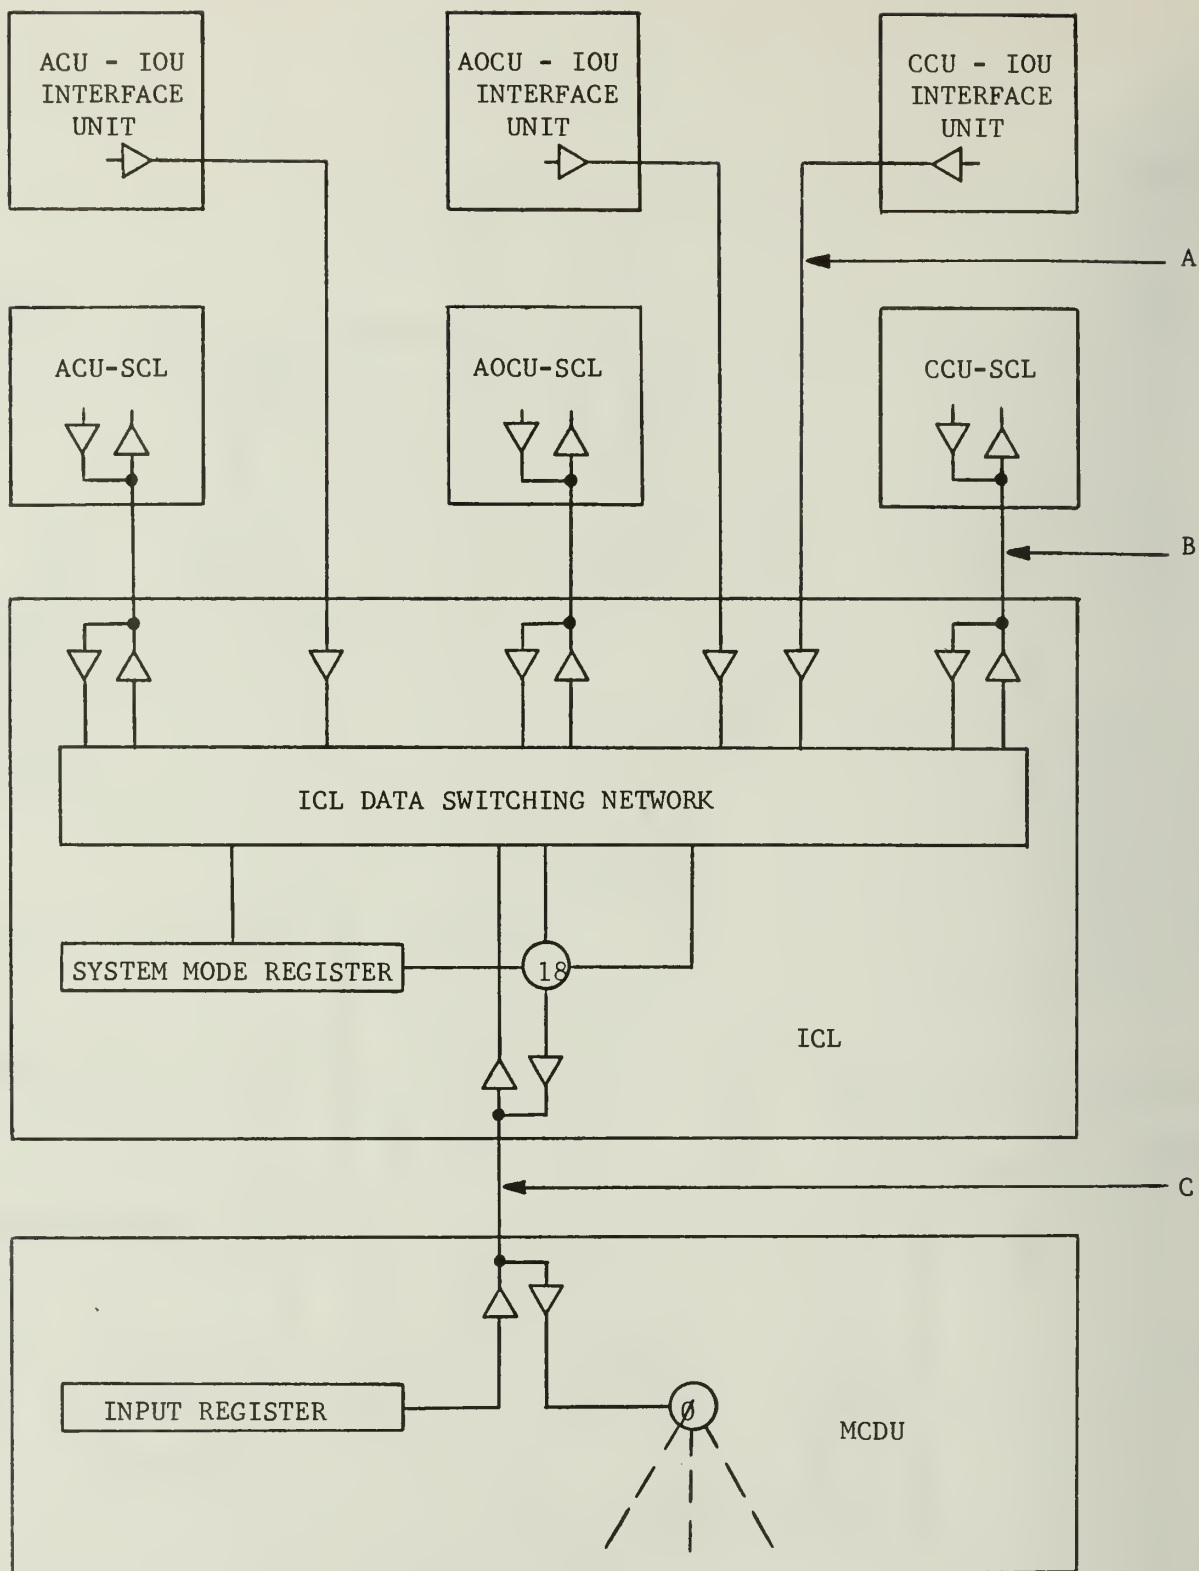 ACU - IOU
INTERFACE
UNIT
AOCU - IOU
INTERFACE
UNIT
CCU - IOU
INTERFACE
UNIT
A
ACU-SCL
AOCU-SCL
CCU-SCL
B
ICL DATA SWITCHING NETWORK
SYSTEM MODE REGISTER
18
ICL
C
INPUT REGISTER
Ø
MCDU